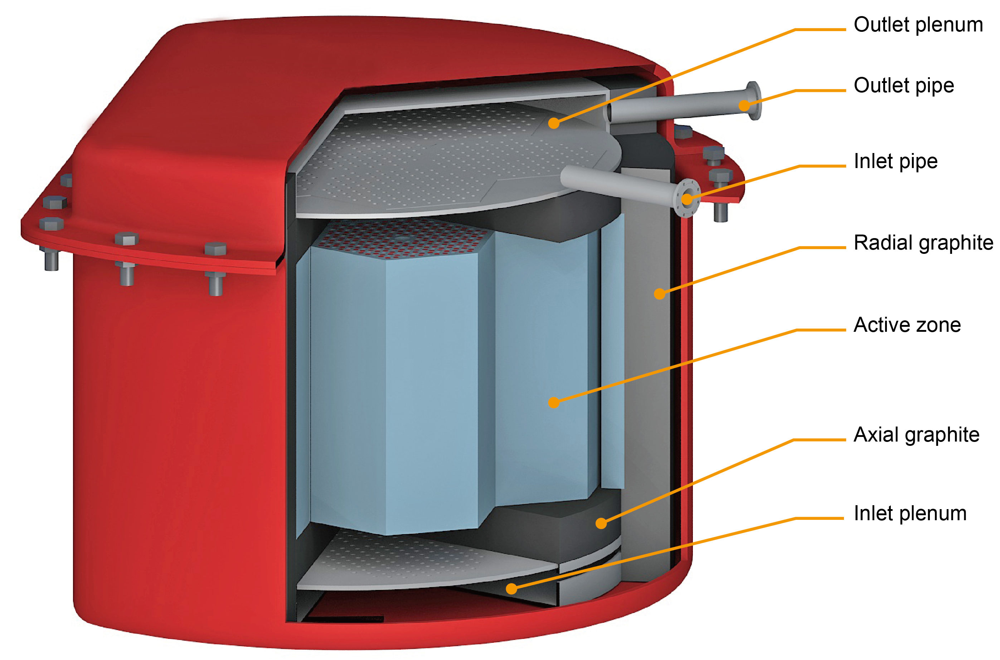 Outlet plenum
Outlet pipe
Inlet pipe
Radial graphite
Active zone
Axial graphite
Inlet plenum